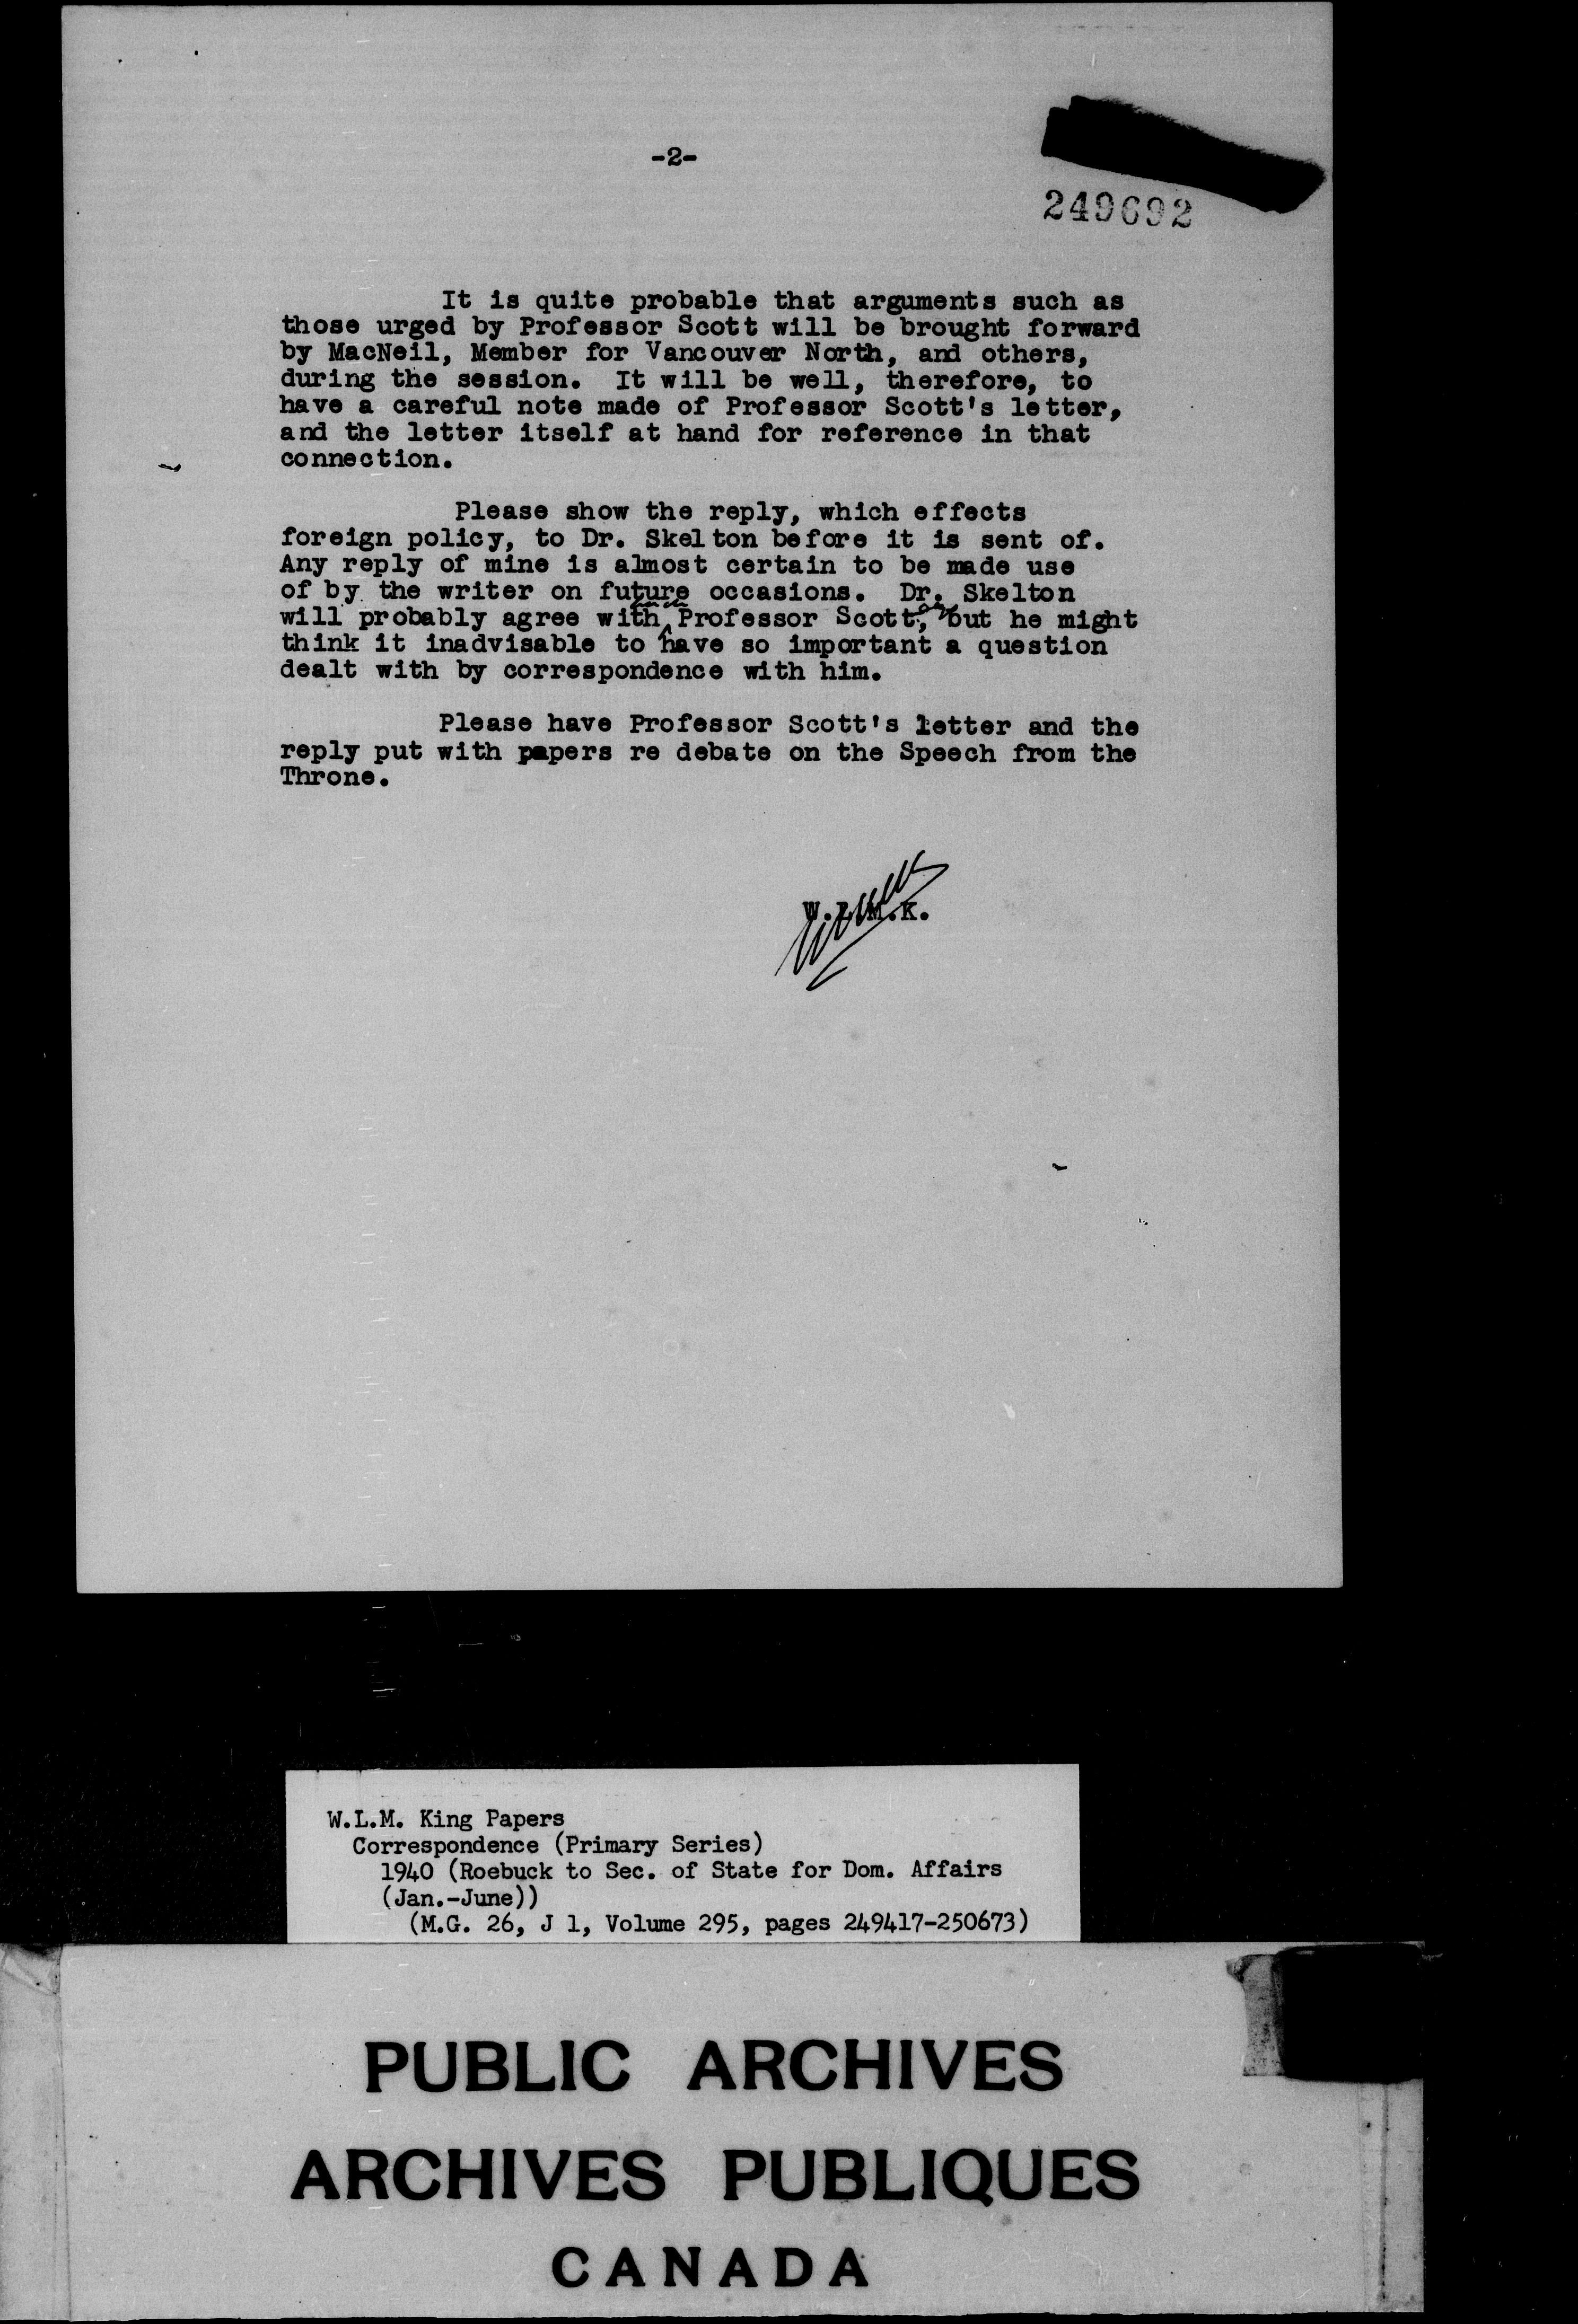 -2-
249692
It is quite probable that arguments such as
those urged by Professor Scott will be brought forward
by MacNeil, Member for Vancouver North, and others,
during the session. It will be well, therefore, to
have a careful note made of Professor Scott's letter,
and the letter itself at hand for reference in that
connection.
Please show the reply, which effects
foreign policy, to Dr. Skelton before it is sent of.
Any reply of mine is almost certain to be made use
of by the writer on future occasions. Dr. Skelton
will probably agree with Professor Scott, but he might
think it inadvisable to have so important a question
dealt with by correspondence with him.
Please have Professor Scott's letter and the
reply put with papers re debate on the Speech from the
Throne.
W.L.M.K.
W.L.M. King Papers
Correspondence (Primary Series)
1940 (Roebuck to Sec. of State for Dom. Affairs
(Jan.-June))
(M.G. 26, J 1, Volume 295, pages 249417-250673)
PUBLIC ARCHIVES
ARCHIVES PUBLIQUES
CANADA